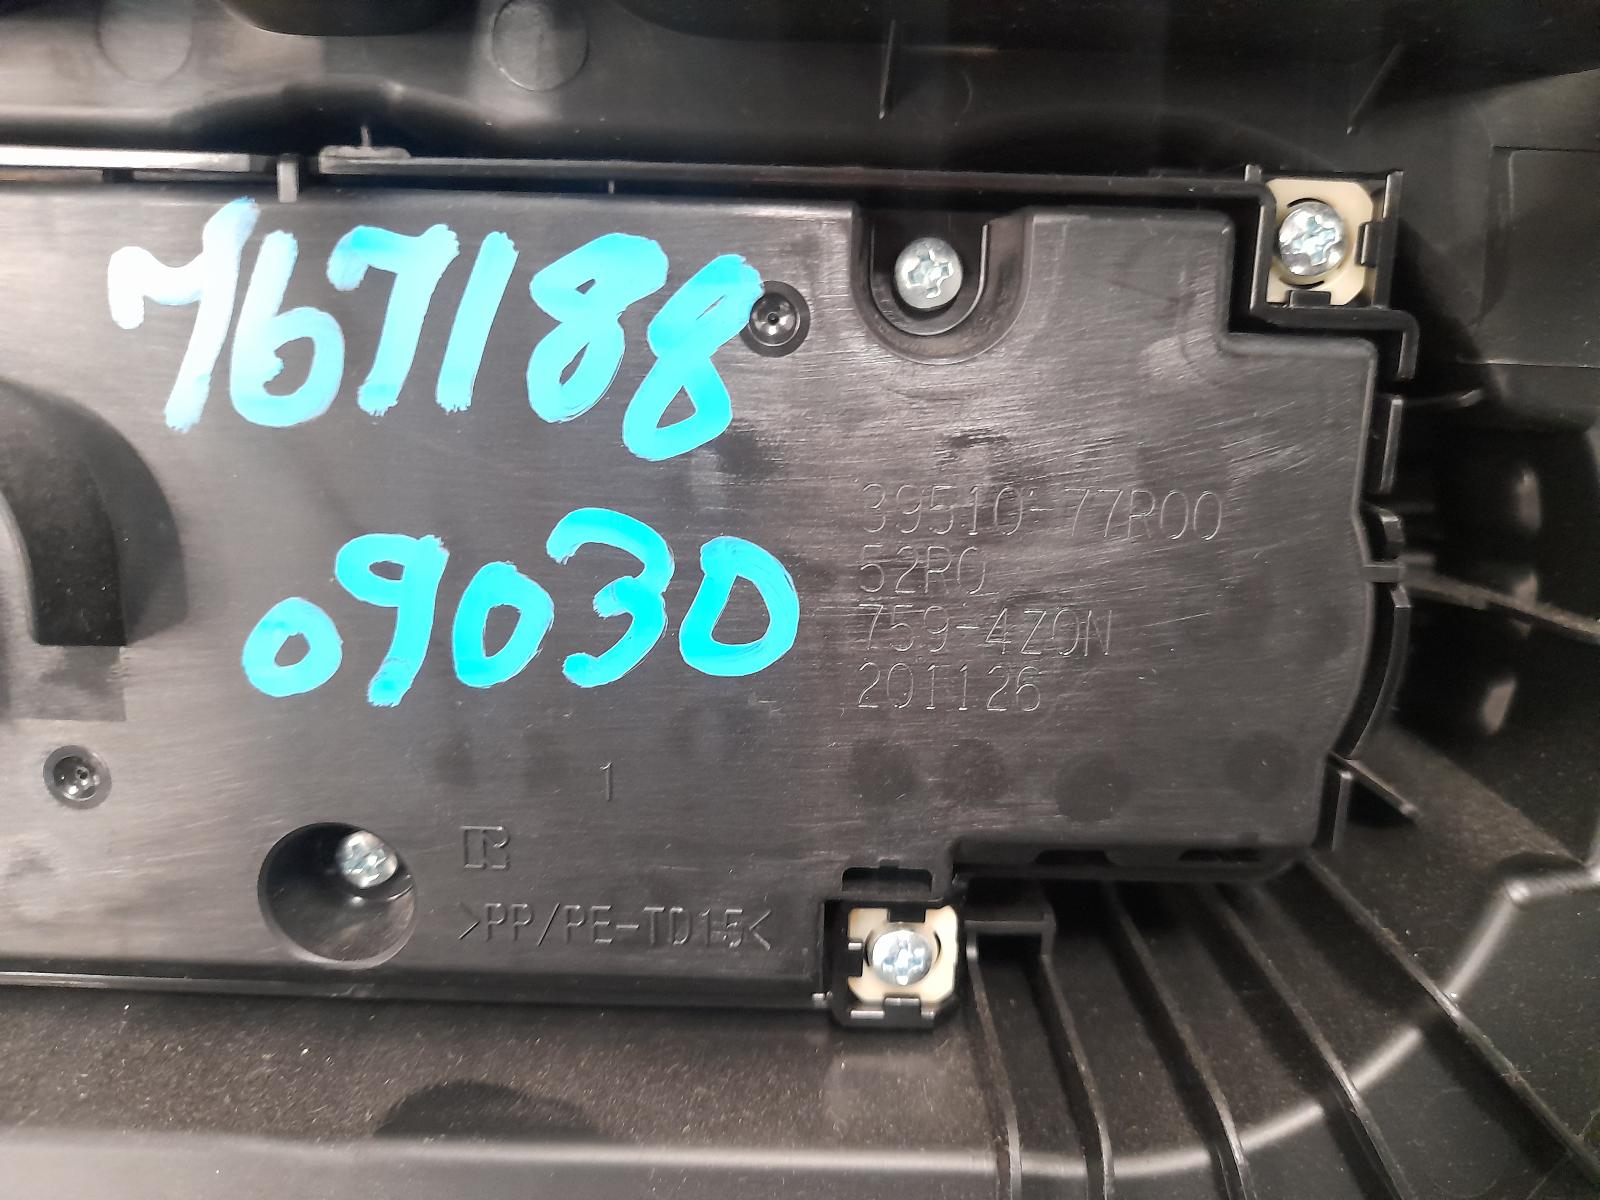 767188
09030
39510-77R00
52R0
759-4Z0N
201126
1
R
>PP/PE-TD15<